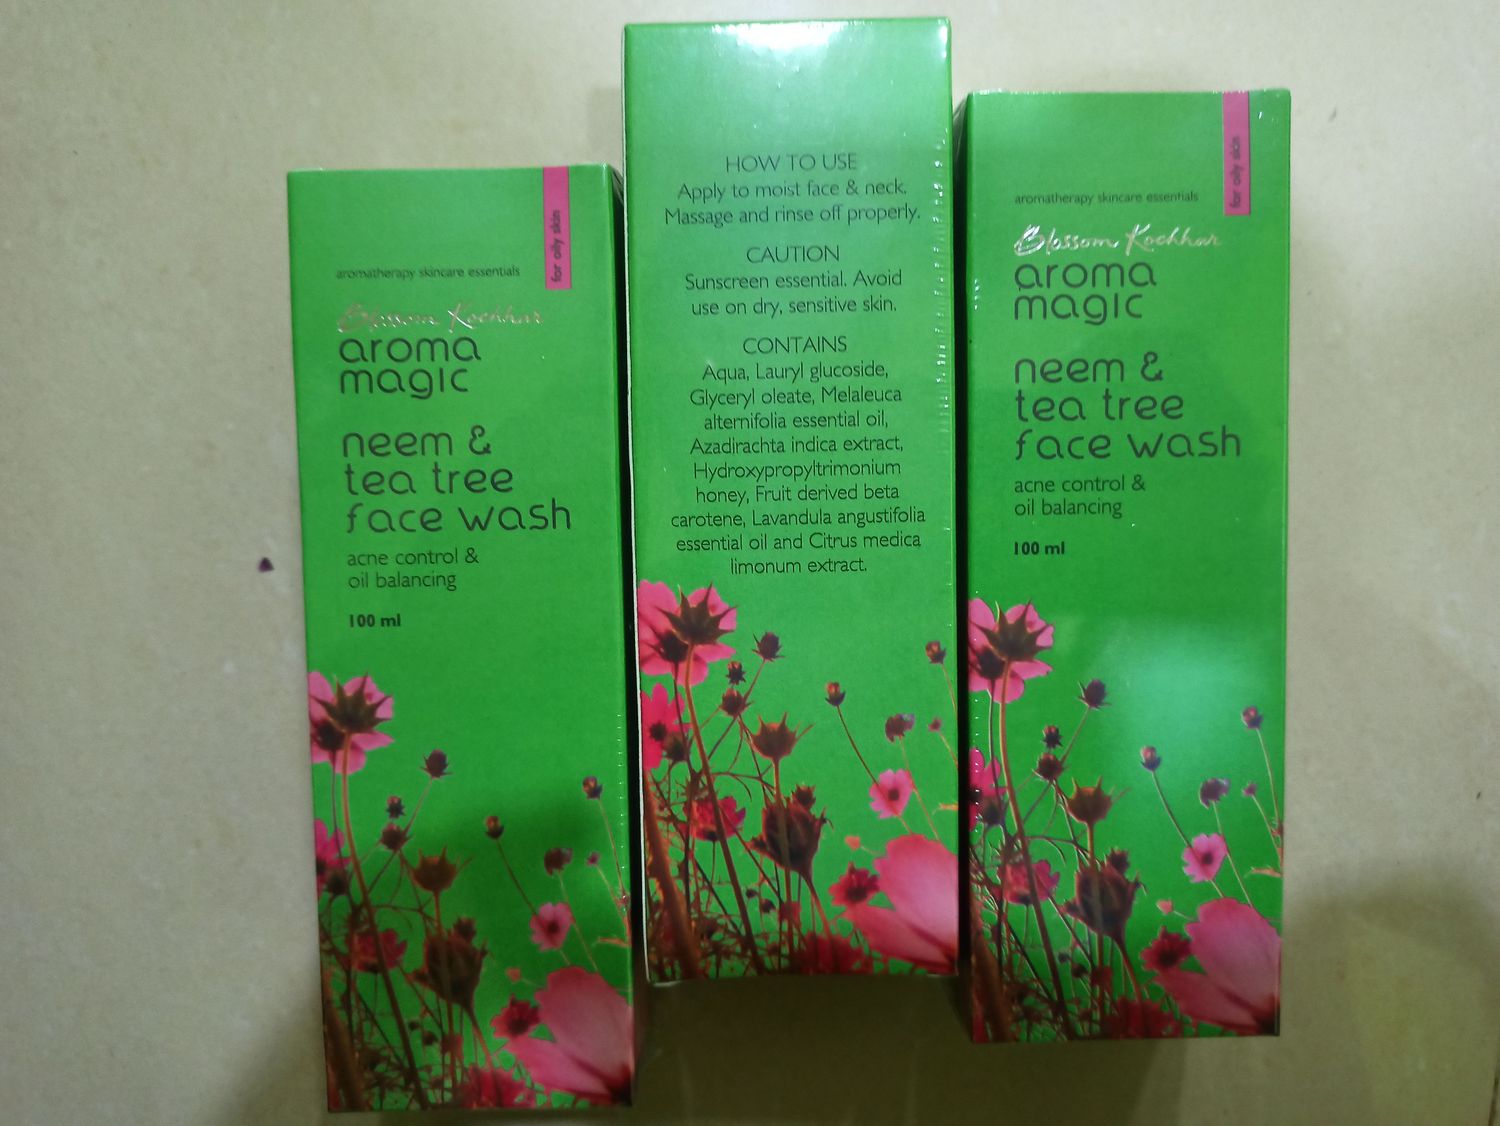 for oily skin
aromatherapy skincare essentials
Blossom Kochhar
aroma
magic
neem &
tea tree
face wash
acne control &
oil balancing
100 ml
HOW TO USE
Apply to moist face & neck.
Massage and rinse off properly.
CAUTION
Sunscreen essential. Avoid
use on dry, sensitive skin.
CONTAINS
Aqua, Lauryl glucoside,
Glyceryl oleate, Melaleuca
alternifolia essential oil,
Azadirachta indica extract,
Hydroxypropyltrimonium
honey, Fruit derived beta
carotene, Lavandula angustifolia
essential oil and Citrus medica
limonum extract.
for oily skin
aromatherapy skincare essentials
Blossom Kochhar
aroma
magic
neem &
tea tree
face wash
acne control &
oil balancing
100 ml